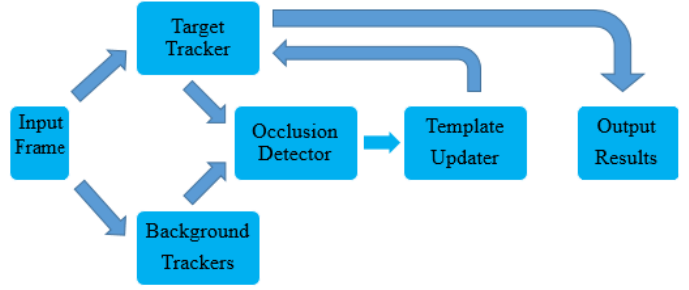 Target
Tracker
Input
Frame
Occlusion
Detector
Template
Updater
Output
Results
Background
Trackers